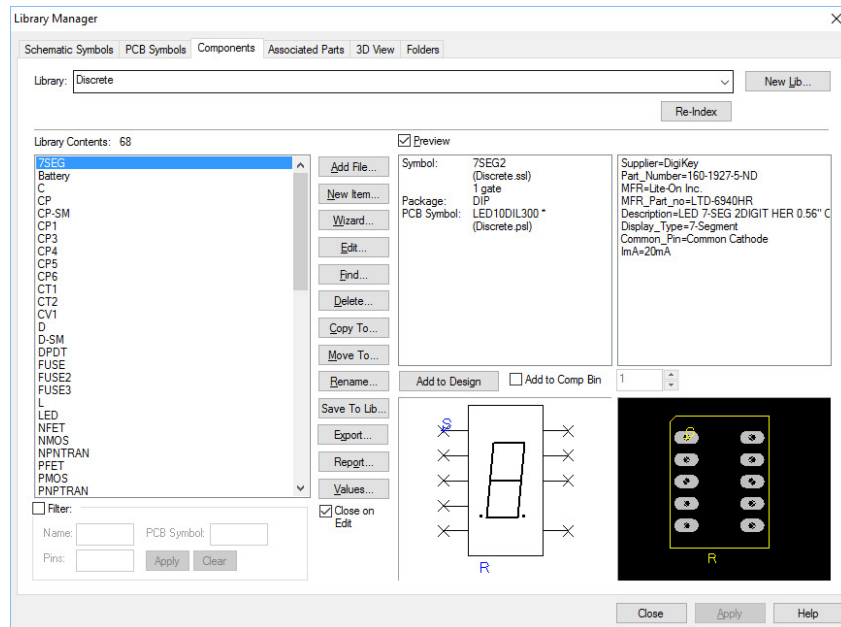 Library Manager
Schematic Symbols PCB Symbols Components Associated Parts 3D View Folders
Library: Discrete
New Lib...
Re-Index
Library Contents: 68
Preview
7SEG
Battery
C
CP
CP-SM
CP1
CP3
CP4
CP5
CP6
CT1
CT2
CV1
D
D-SM
DPDT
FUSE
FUSE2
FUSE3
L
LED
NFET
NMOS
NPNTRAN
PFET
PMOS
PNPTRAN
Add File...
New Item...
Wizard...
Edit...
Find...
Delete...
Copy To...
Move To...
Rename...
Save To Lib...
Export...
Report...
Values...
Close on
Edit
Symbol: 7SEG2
(Discrete.ssl)
1 gate
Package: DIP
PCB Symbol: LED10DIL300 *
(Discrete.psl)
Supplier=DigiKey
Part_Number=160-1927-5-ND
MFR=Lite-On Inc.
MFR_Part_no=LTD-6940HR
Description=LED 7-SEG 2DIGIT HER 0.56" C
Display_Type=7-Segment
Common_Pin=Common Cathode
ImA=20mA
Add to Design
Add to Comp Bin
1
S
R
R
Filter:
Name:
PCB Symbol:
Pins:
Apply
Clear
Close
Apply
Help